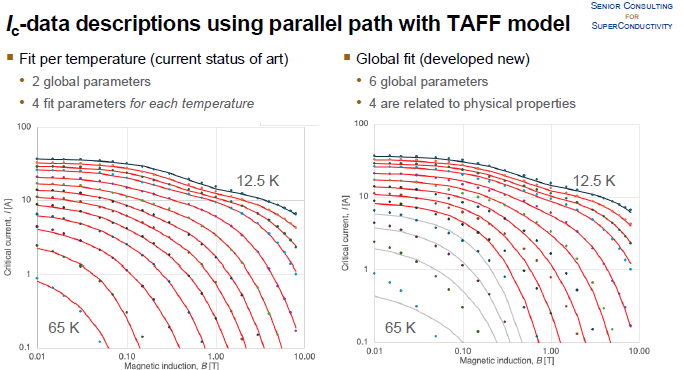 Ic-data descriptions using parallel path with TAFF model
SENIOR CONSULTING
FOR
SUPERCONDUCTIVITY
Fit per temperature (current status of art)
2 global parameters
4 fit parameters for each temperature
Global fit (developed new)
6 global parameters
4 are related to physical properties
100
10
1
0.1
Critical current, I [A]
12.5 K
65 K
0.01
0.10
1.00
10.00
Magnetic induction, B [T]
100
10
1
0.1
Critical current, I [A]
12.5 K
65 K
0.01
0.10
1.00
10.00
Magnetic induction, B [T]